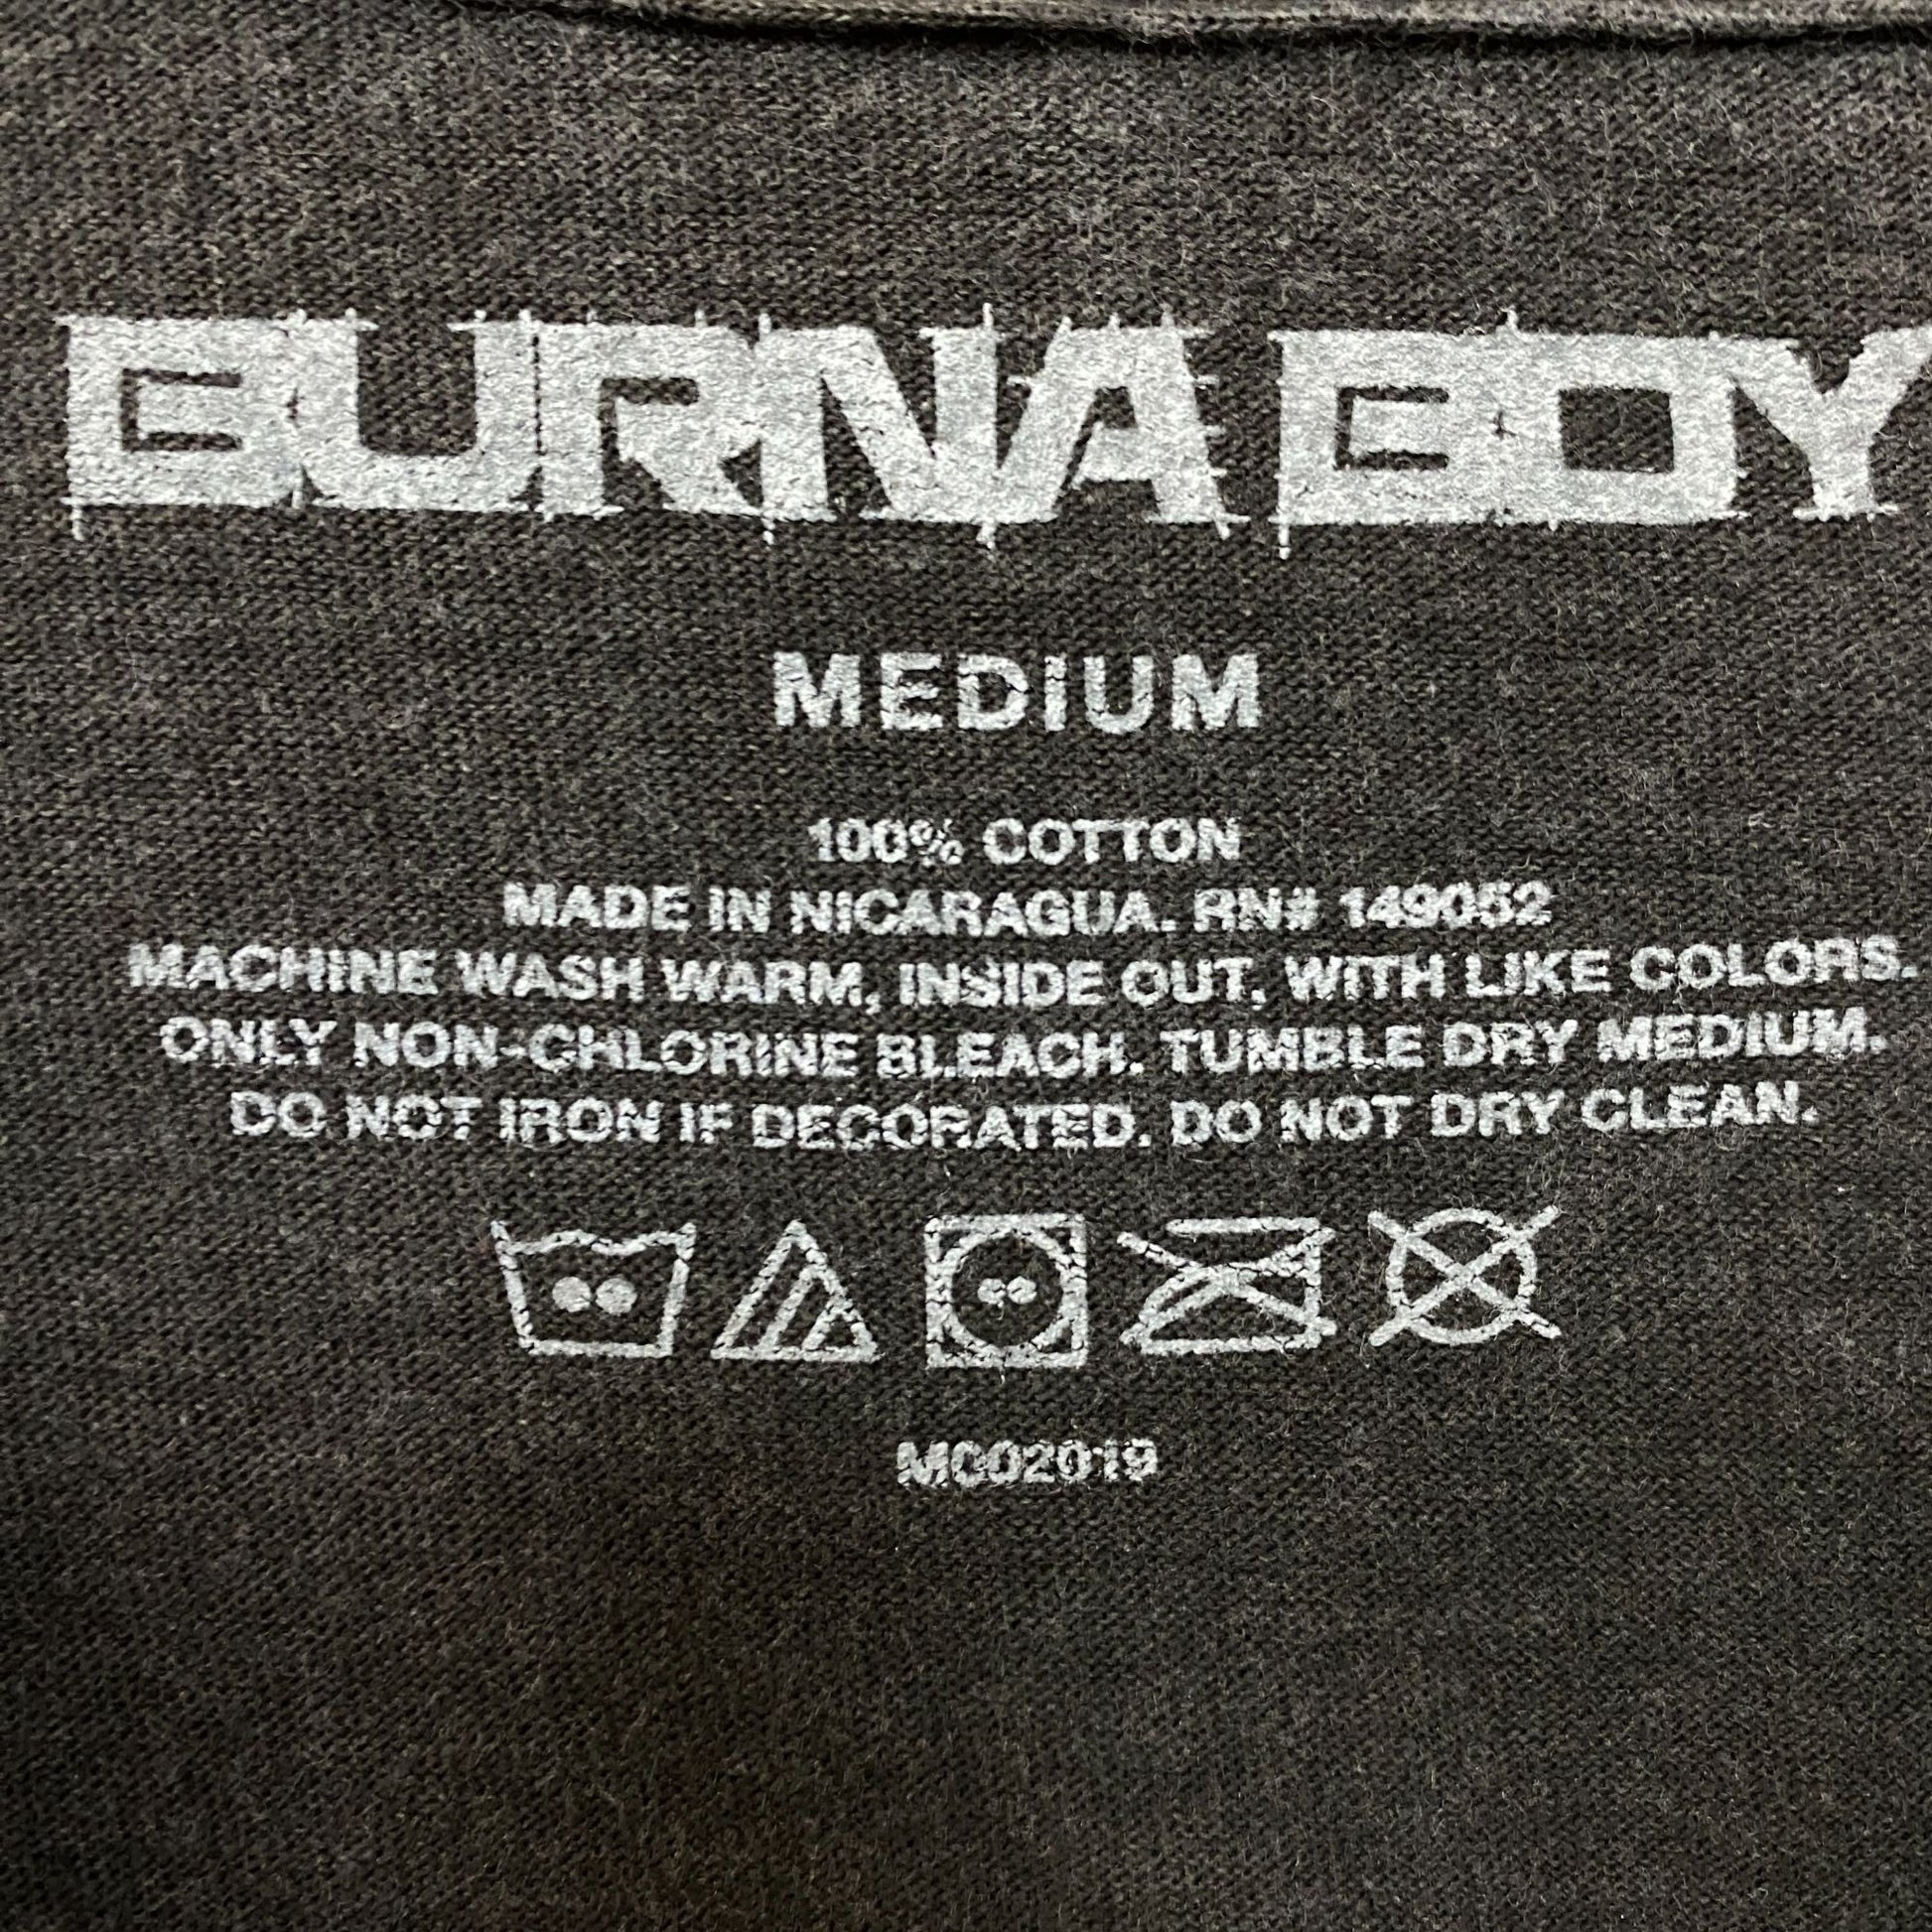 BURNA BOY
MEDIUM
100% COTTON
MADE IN NICARAGUA. RN# 149052
MACHINE WASH WARM, INSIDE OUT, WITH LIKE COLORS.
ONLY NON-CHLORINE BLEACH. TUMBLE DRY MEDIUM.
DO NOT IRON IF DECORATED. DO NOT DRY CLEAN.
MC02019